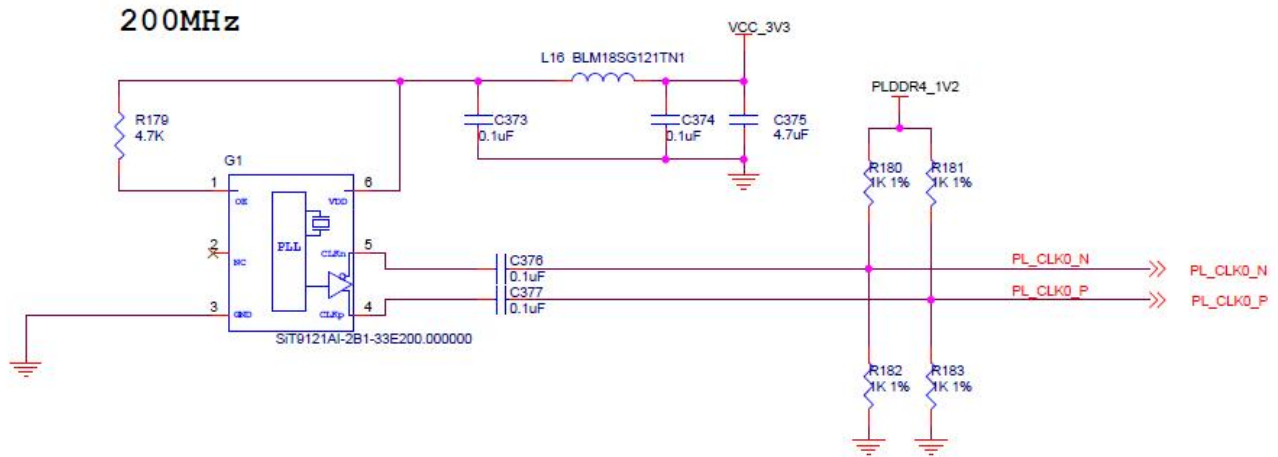 200MHz
VCC_3V3
L16 BLM18SG121TN1
PLDDR4_1V2
R179
4.7K
C373
0.1uF
C374
0.1uF
C375
4.7uF
G1
R180
1K 1%
R181
1K 1%
1
OE
6
VDD
PLL
2
NC
5
CLKn
C376
0.1uF
PL_CLK0_N
PL_CLK0_N
C377
0.1uF
PL_CLK0_P
PL_CLK0_P
3
GND
4
CLKp
SiT9121AI-2B1-33E200.000000
R182
1K 1%
R183
1K 1%